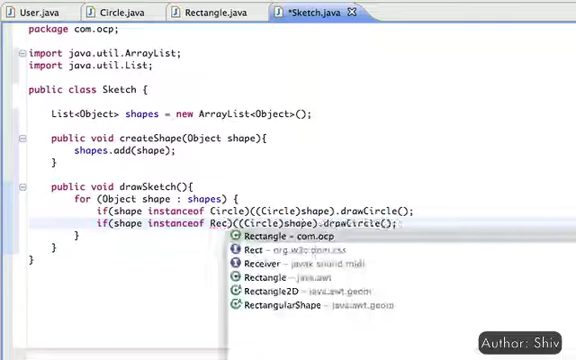 User.java Circle.java Rectangle.java *Sketch.java
package com.ocp;
import java.util.ArrayList;
import java.util.List;
public class Sketch {
List<Object> shapes = new ArrayList<Object>();
public void createShape(Object shape){
shapes.add(shape);
}
public void drawSketch(){
for (Object shape : shapes) {
if(shape instanceof Circle)((Circle)shape).drawCircle();
if(shape instanceof Rec)((Circle)shape).drawCircle();
}
}
}
Rectangle - com.ocp
Rect - org.w3c.dom.css
Receiver - javax.sound.midi
Rectangle - java.awt
Rectangle2D - java.awt.geom
RectangularShape - java.awt.geom
Author: Shiv